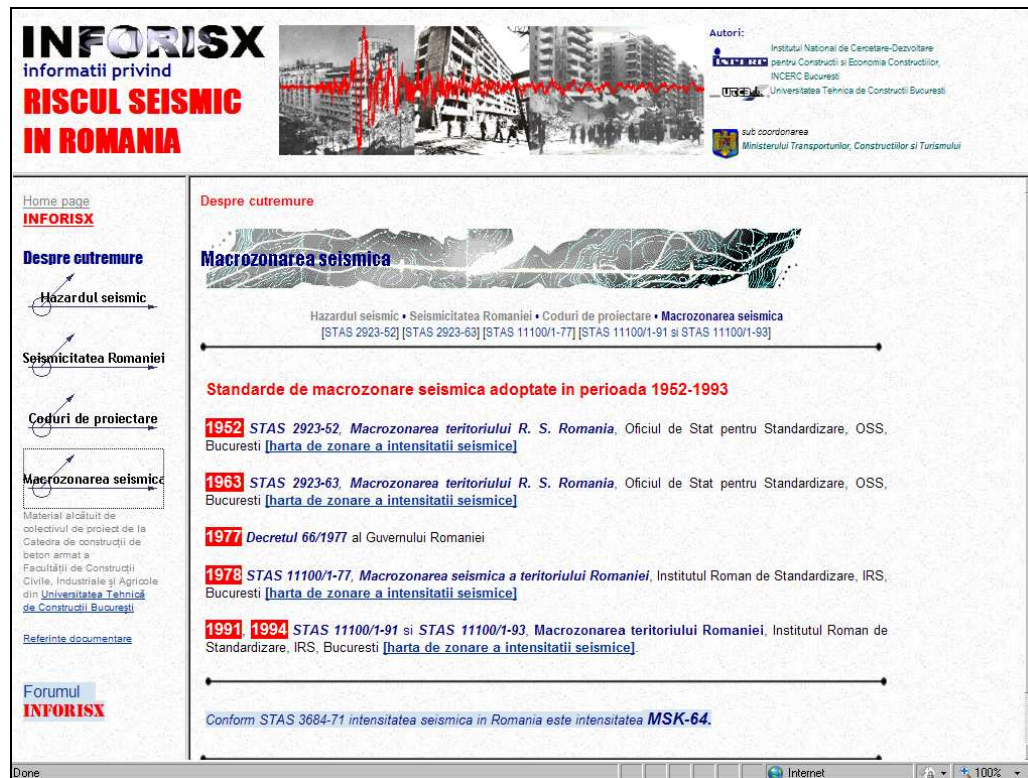 INFORISX
informatii privind
RISCUL SEISMIC
IN ROMANIA
Autori:
INCERC
Institutul National de Cercetare-Dezvoltare
pentru Constructii si Economia Constructiilor,
INCERC Bucuresti
UTCB
Universitatea Tehnica de Constructii Bucuresti
sub coordonarea
Ministerului Transporturilor, Constructiilor si Turismului
Home page
INFORISX
Despre cutremure
Hazardul seismic
Seismicitatea Romaniei
Coduri de proiectare
Macrozonarea seismica
Material alcătuit de
colectivul de proiect de la
Catedra de construcții de
beton armat a
Facultății de Construcții
Civile, Industriale și Agricole
din Universitatea Tehnică
de Construcții București
Referinte documentare
Forumul
INFORISX
Despre cutremure
Macrozonarea seismica
Hazardul seismic • Seismicitatea Romaniei • Coduri de proiectare • Macrozonarea seismica
[STAS 2923-52] [STAS 2923-63] [STAS 11100/1-77] [STAS 11100/1-91 si STAS 11100/1-93]
Standarde de macrozonare seismica adoptate in perioada 1952-1993
1952 STAS 2923-52, Macrozonarea teritoriului R. S. Romania, Oficiul de Stat pentru Standardizare, OSS,
Bucuresti [harta de zonare a intensitatii seismice]
1963 STAS 2923-63, Macrozonarea teritoriului R. S. Romania, Oficiul de Stat pentru Standardizare, OSS,
Bucuresti [harta de zonare a intensitatii seismice]
1977 Decretul 66/1977 al Guvernului Romaniei
1978 STAS 11100/1-77, Macrozonarea seismica a teritoriului Romaniei, Institutul Roman de Standardizare, IRS,
Bucuresti [harta de zonare a intensitatii seismice]
1991, 1994 STAS 11100/1-91 si STAS 11100/1-93, Macrozonarea teritoriului Romaniei, Institutul Roman de
Standardizare, IRS, Bucuresti [harta de zonare a intensitatii seismice].
Conform STAS 3684-71 intensitatea seismica in Romania este intensitatea MSK-64.
Done
Internet
100%